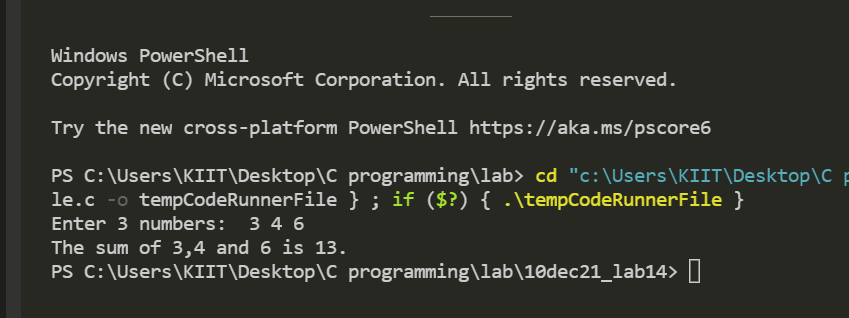 Windows PowerShell
Copyright (C) Microsoft Corporation. All rights reserved.
Try the new cross-platform PowerShell https://aka.ms/pscore6
PS C:\Users\KIIT\Desktop\C programming\lab> cd "c:\Users\KIIT\Desktop\C p
le.c -o tempCodeRunnerFile } ; if ($?) { .\tempCodeRunnerFile }
Enter 3 numbers:  3 4 6
The sum of 3,4 and 6 is 13.
PS C:\Users\KIIT\Desktop\C programming\lab\10dec21_lab14>